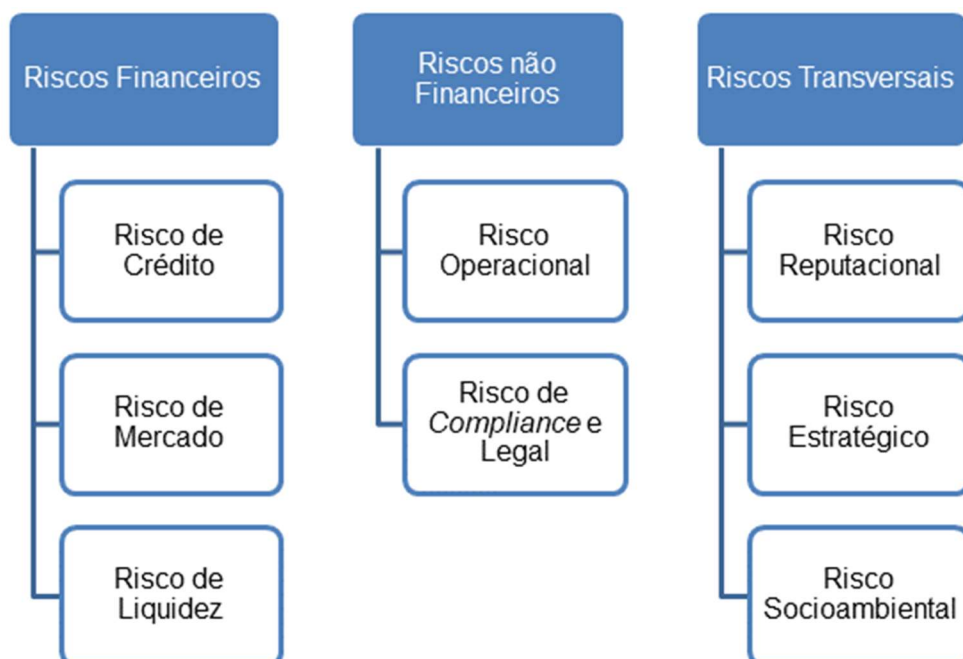 Riscos Financeiros
Risco de
Crédito
Risco de
Mercado
Risco de
Liquidez
Riscos não
Financeiros
Risco
Operacional
Risco de
Compliance e
Legal
Riscos Transversais
Risco
Reputacional
Risco
Estratégico
Risco
Socioambiental